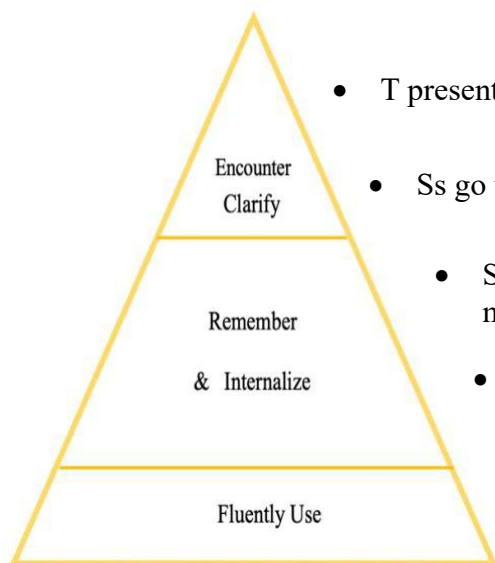 • T present
Encounter
Clarify
• Ss go
•
Remember
& Internalize
•
Fluently Use